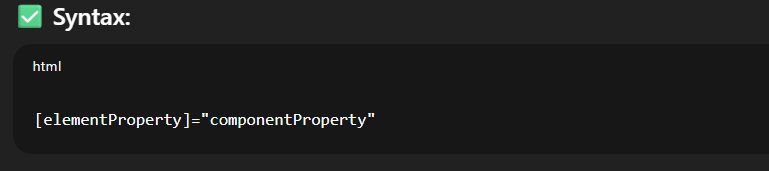 ✅ Syntax:
html
[elementProperty]="componentProperty"